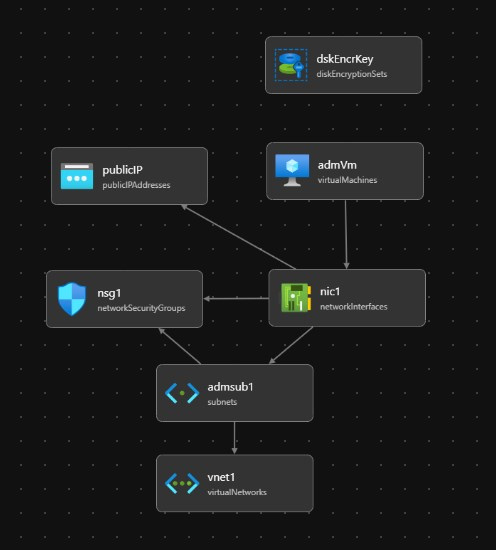 dskEncrKey
diskEncryptionSets
publicIP
publicIPAddresses
admVm
virtualMachines
nsg1
networkSecurityGroups
nic1
networkInterfaces
admsub1
subnets
vnet1
virtualNetworks